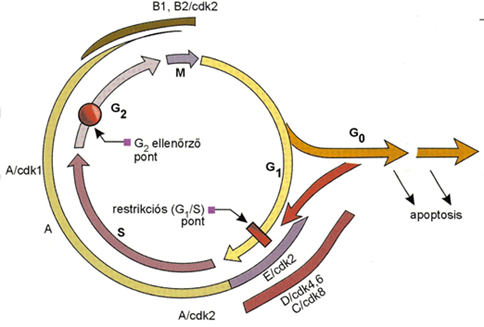 B1, B2/cdk2
M
G2
G2 ellenőrző
pont
G0
G1
A/cdk1
apoptosis
restrikciós (G1/S)
pont
A
S
E/cdk2
D/cdk4,6
C/cdk8
A/cdk2